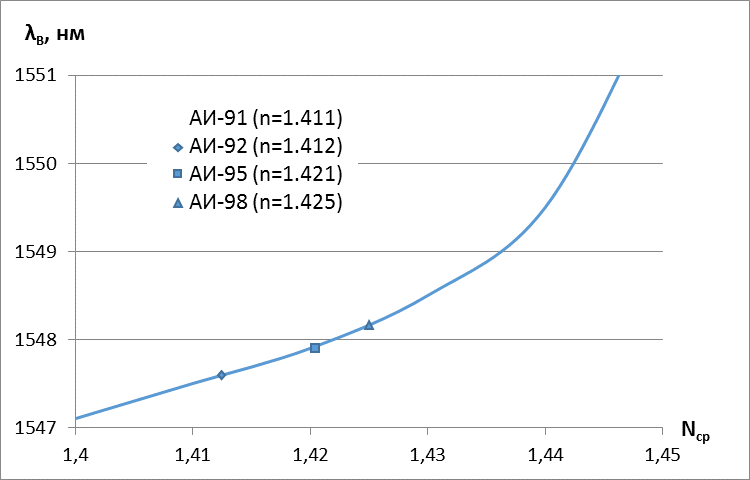 λв, нм
1551
АИ-91 (n=1.411)
АИ-92 (n=1.412)
1550
АИ-95 (n=1.421)
АИ-98 (n=1.425)
1549
1548
1547
Nср
1,4 1,41 1,42 1,43 1,44 1,45